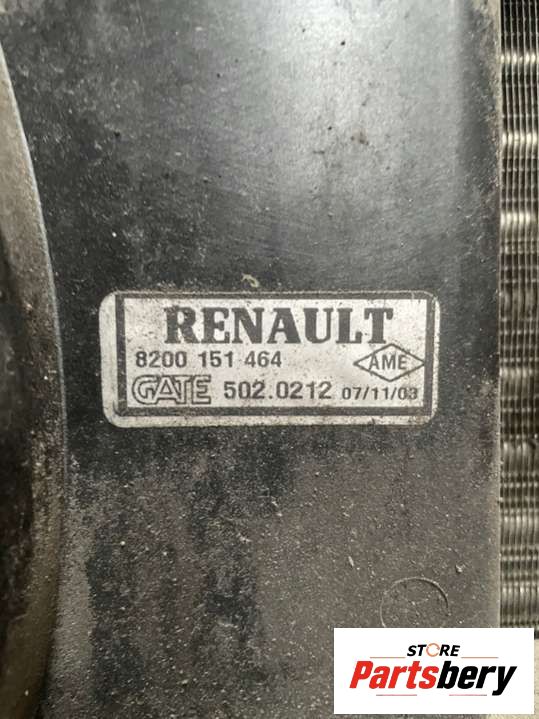 RENAULT
8200 151 464
AME
GATE 502.0212 07/11/03
STORE
Partsbery